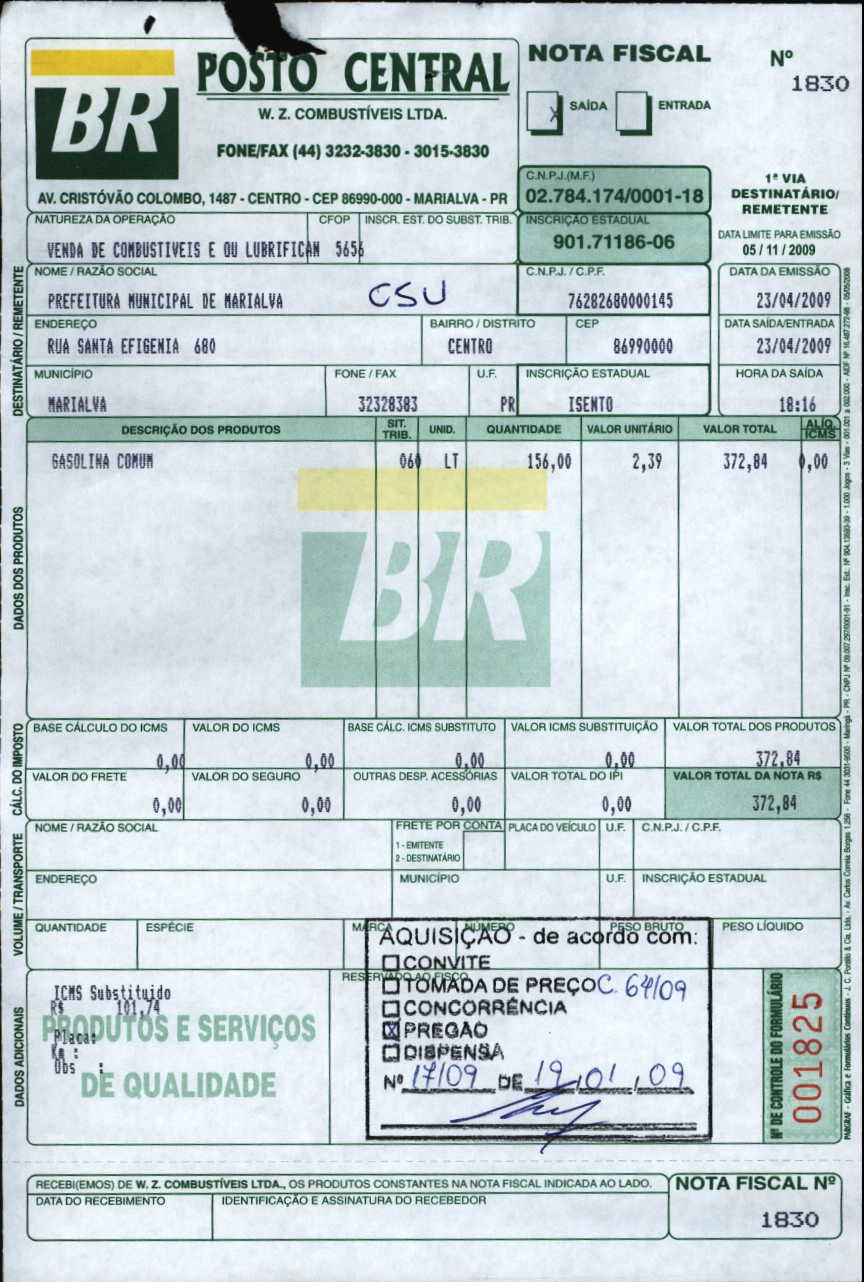 BR
POSTO CENTRAL
W. Z. COMBUSTÍVEIS LTDA.
FONE/FAX (44) 3232-3830 - 3015-3830
AV. CRISTÓVÃO COLOMBO, 1487 - CENTRO - CEP 86990-000 - MARIALVA - PR
NOTA FISCAL Nº
1830
X SAÍDA ENTRADA
C.N.P.J.(M.F.)
02.784.174/0001-18
1ª VIA
DESTINATÁRIO/
REMETENTE
NATUREZA DA OPERAÇÃO CFOP INSCR. EST. DO SUBST. TRIB. INSCRIÇÃO ESTADUAL DATA LIMITE PARA EMISSÃO
VENDA DE COMBUSTIVEIS E OU LUBRIFICAN 5656 901.71186-06 05/11/2009
DESTINATÁRIO / REMETENTE
NOME / RAZÃO SOCIAL C.N.P.J. / C.P.F. DATA DA EMISSÃO
PREFEITURA MUNICIPAL DE MARIALVA CSU 76282680000145 23/04/2009
ENDEREÇO BAIRRO / DISTRITO CEP DATA SAÍDA/ENTRADA
RUA SANTA EFIGENIA 680 CENTRO 86990000 23/04/2009
MUNICÍPIO FONE / FAX U.F. INSCRIÇÃO ESTADUAL HORA DA SAÍDA
MARIALVA 32328383 PR ISENTO 18:16
DADOS DOS PRODUTOS
DESCRIÇÃO DOS PRODUTOS SIT. TRIB. UNID. QUANTIDADE VALOR UNITÁRIO VALOR TOTAL ALÍQ. ICMS
GASOLINA COMUM 060 LT 156,00 2,39 372,84 0,00
BR
CÁLC. DO IMPOSTO
BASE CÁLCULO DO ICMS VALOR DO ICMS BASE CÁLC. ICMS SUBSTITUTO VALOR ICMS SUBSTITUIÇÃO VALOR TOTAL DOS PRODUTOS
0,00 0,00 0,00 0,00 372,84
VALOR DO FRETE VALOR DO SEGURO OUTRAS DESP. ACESSÓRIAS VALOR TOTAL DO IPI VALOR TOTAL DA NOTA R$
0,00 0,00 0,00 0,00 372,84
VOLUME / TRANSPORTE
NOME / RAZÃO SOCIAL FRETE POR CONTA PLACA DO VEÍCULO U.F. C.N.P.J. / C.P.F.
1 - EMITENTE
2 - DESTINATÁRIO
ENDEREÇO MUNICÍPIO U.F. INSCRIÇÃO ESTADUAL
QUANTIDADE ESPÉCIE MARCA NÚMERO PESO BRUTO PESO LÍQUIDO
DADOS ADICIONAIS
ICMS Substituido
R$ 101,74
Placa:
Km :
Obs :
PRODUTOS E SERVIÇOS
DE QUALIDADE
RESERVADO AO FISCO
AQUISIÇÃO - de acordo com:
CONVITE
TOMADA DE PREÇO C. 64/09
CONCORRÊNCIA
X PREGÃO
DISPENSA
Nº 17/09 DE 19/01/09
Nº DE CONTROLE DO FORMULÁRIO
001825
RECEBI(EMOS) DE W. Z. COMBUSTÍVEIS LTDA., OS PRODUTOS CONSTANTES NA NOTA FISCAL INDICADA AO LADO.
DATA DO RECEBIMENTO IDENTIFICAÇÃO E ASSINATURA DO RECEBEDOR
NOTA FISCAL Nº
1830